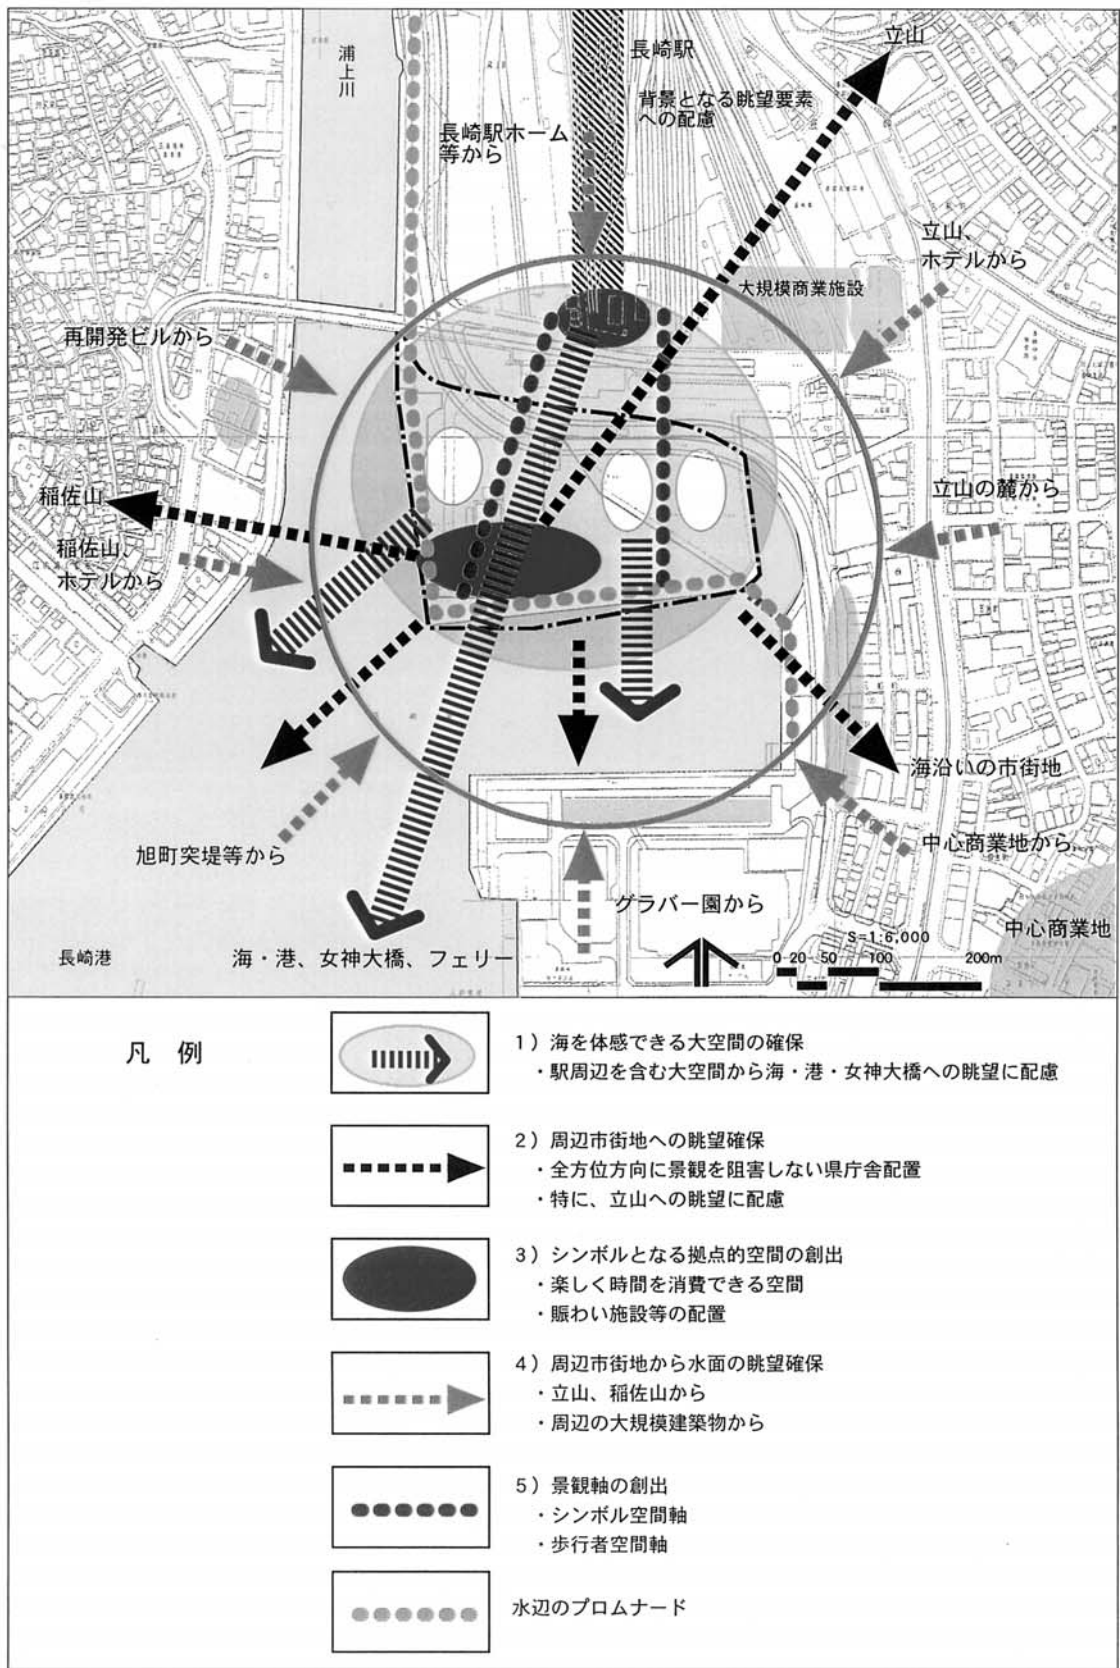 立山
長崎駅
浦上川
背景となる眺望要素
への配慮
長崎駅ホーム
等から
立山、
ホテルから
大規模商業施設
再開発ビルから
稲佐山
立山の麓から
稲佐山、
ホテルから
海沿いの市街地
旭町突堤等から
中心商業地から
グラバー園から
中心商業地
S=1:6,000
0 20 50 100 200m
長崎港
海・港、女神大橋、フェリー
凡 例
1）海を体感できる大空間の確保
・駅周辺を含む大空間から海・港・女神大橋への眺望に配慮
2）周辺市街地への眺望確保
・全方位方向に景観を阻害しない県庁舎配置
・特に、立山への眺望に配慮
3）シンボルとなる拠点的空間の創出
・楽しく時間を消費できる空間
・賑わい施設等の配置
4）周辺市街地から水面の眺望確保
・立山、稲佐山から
・周辺の大規模建築物から
5）景観軸の創出
・シンボル空間軸
・歩行者空間軸
水辺のプロムナード